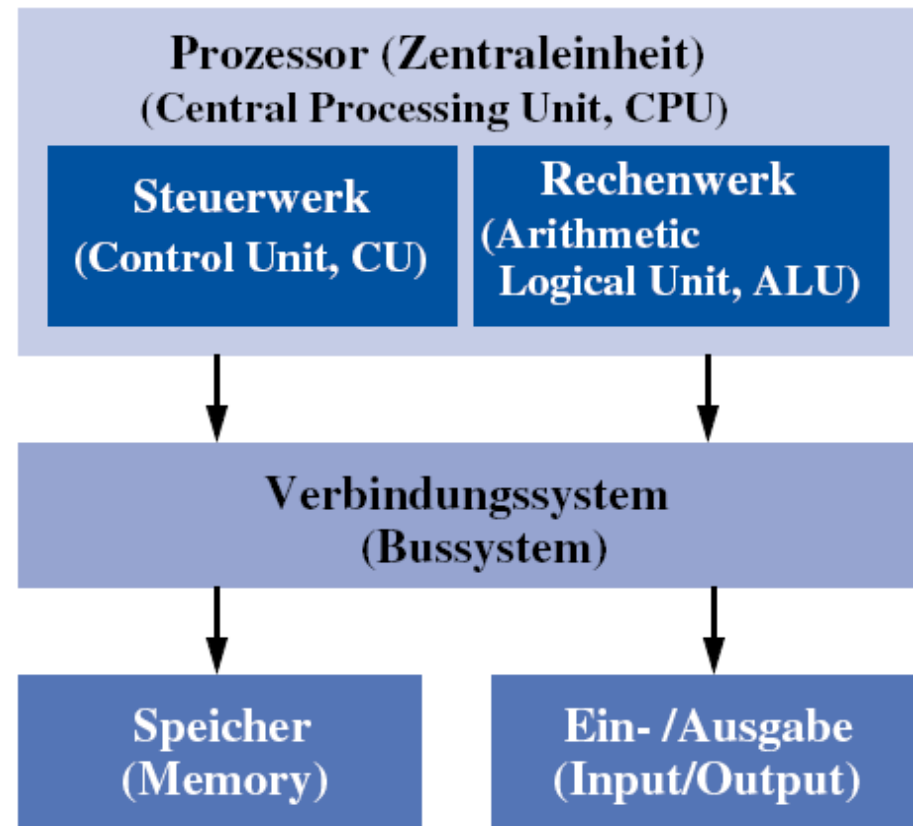 Prozessor (Zentraleinheit)
(Central Processing Unit, CPU)
Steuerwerk
(Control Unit, CU)
Rechenwerk
(Arithmetic
Logical Unit, ALU)
Verbindungssystem
(Bussystem)
Speicher
(Memory)
Ein- /Ausgabe
(Input/Output)